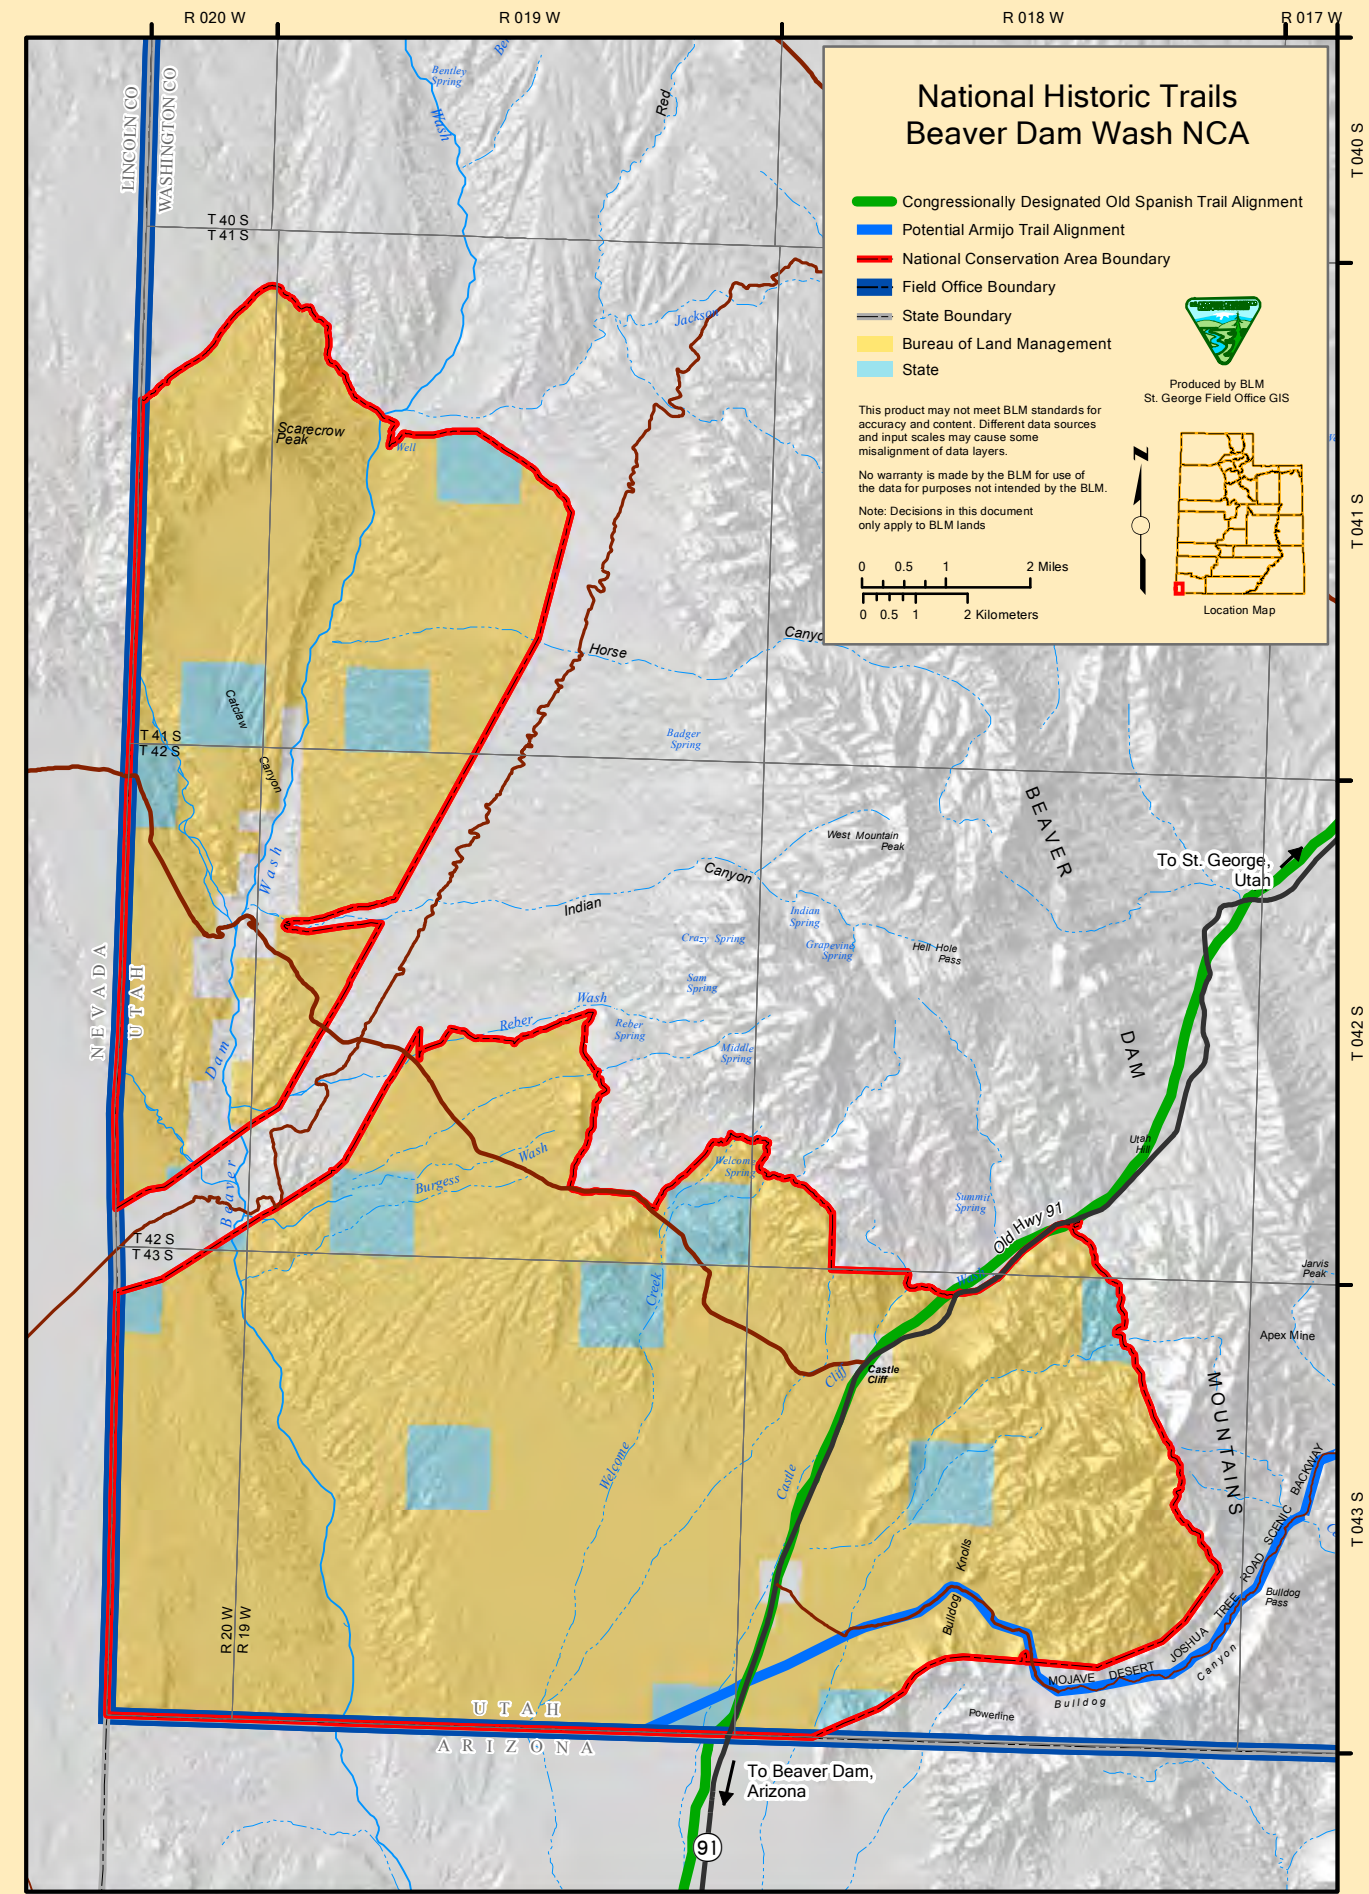 R 020 W
R 019 W
R 018 W
R 017 W
T 040 S
T 041 S
T 042 S
T 043 S
National Historic Trails
Beaver Dam Wash NCA
Congressionally Designated Old Spanish Trail Alignment
Potential Armijo Trail Alignment
National Conservation Area Boundary
Field Office Boundary
State Boundary
Bureau of Land Management
State
Produced by BLM
St. George Field Office GIS
This product may not meet BLM standards for
accuracy and content. Different data sources
and input scales may cause some
misalignment of data layers.
No warranty is made by the BLM for use of
the data for purposes not intended by the BLM.
Note: Decisions in this document
only apply to BLM lands
N
0 0.5 1 2 Miles
0 0.5 1 2 Kilometers
Location Map
LINCOLN CO
WASHINGTON CO
Bentley
Spring
Wash
Red
T 40 S
T 41 S
Jackson
Scarecrow
Peak
Well
Horse
Catclaw
Canyon
Badger
Spring
T 41 S
T 42 S
BEAVER
West Mountain
Peak
To St. George,
Utah
Wash
Canyon
Indian
Indian
Spring
Crazy Spring
Grapevine
Spring
Hell Hole
Pass
Sam
Spring
NEVADA
UTAH
Wash
Reber
Reber
Spring
Middle
Spring
Dam
DAM
Utah
Hill
Wash
Burgess
Welcome
Spring
Beaver
Summit
Spring
Old Hwy 91
T 42 S
T 43 S
Wash
Jarvis
Peak
Creek
Apex Mine
Castle
Cliff
Cliff
MOUNTAINS
Welcome
Castle
Knolls
Bulldog
R 20 W
R 19 W
MOJAVE DESERT JOSHUA TREE ROAD SCENIC BACKWAY
Bulldog
Pass
Bulldog
Canyon
Powerline
UTAH
ARIZONA
To Beaver Dam,
Arizona
91